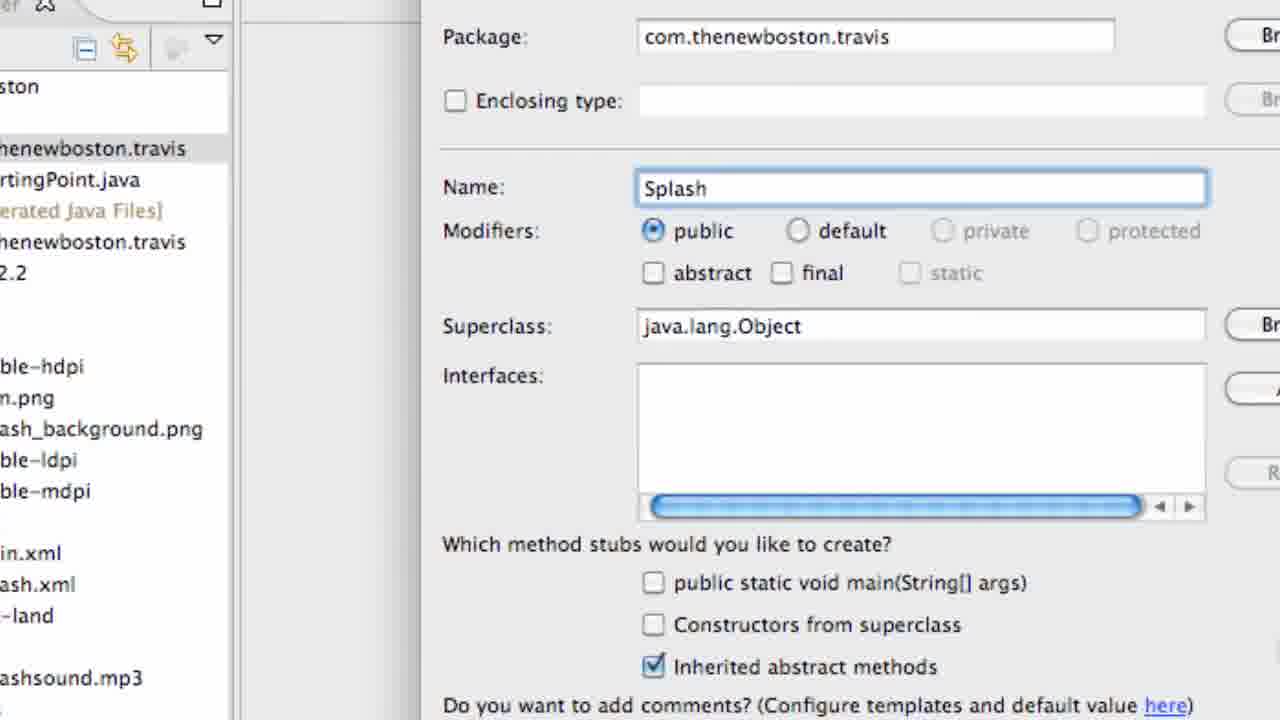 er
Package: com.thenewboston.travis Br
ston
Enclosing type: Br
henewboston.travis
rtingPoint.java
Name: Splash
erated Java Files]
Modifiers: public default private protected
henewboston.travis
2.2
abstract final static
Superclass: java.lang.Object Br
ble-hdpi
Interfaces:
n.png
ash_background.png
ble-ldpi
R
ble-mdpi
Which method stubs would you like to create?
in.xml
ash.xml
public static void main(String[] args)
-land
Constructors from superclass
Inherited abstract methods
ashsound.mp3
Do you want to add comments? (Configure templates and default value here)